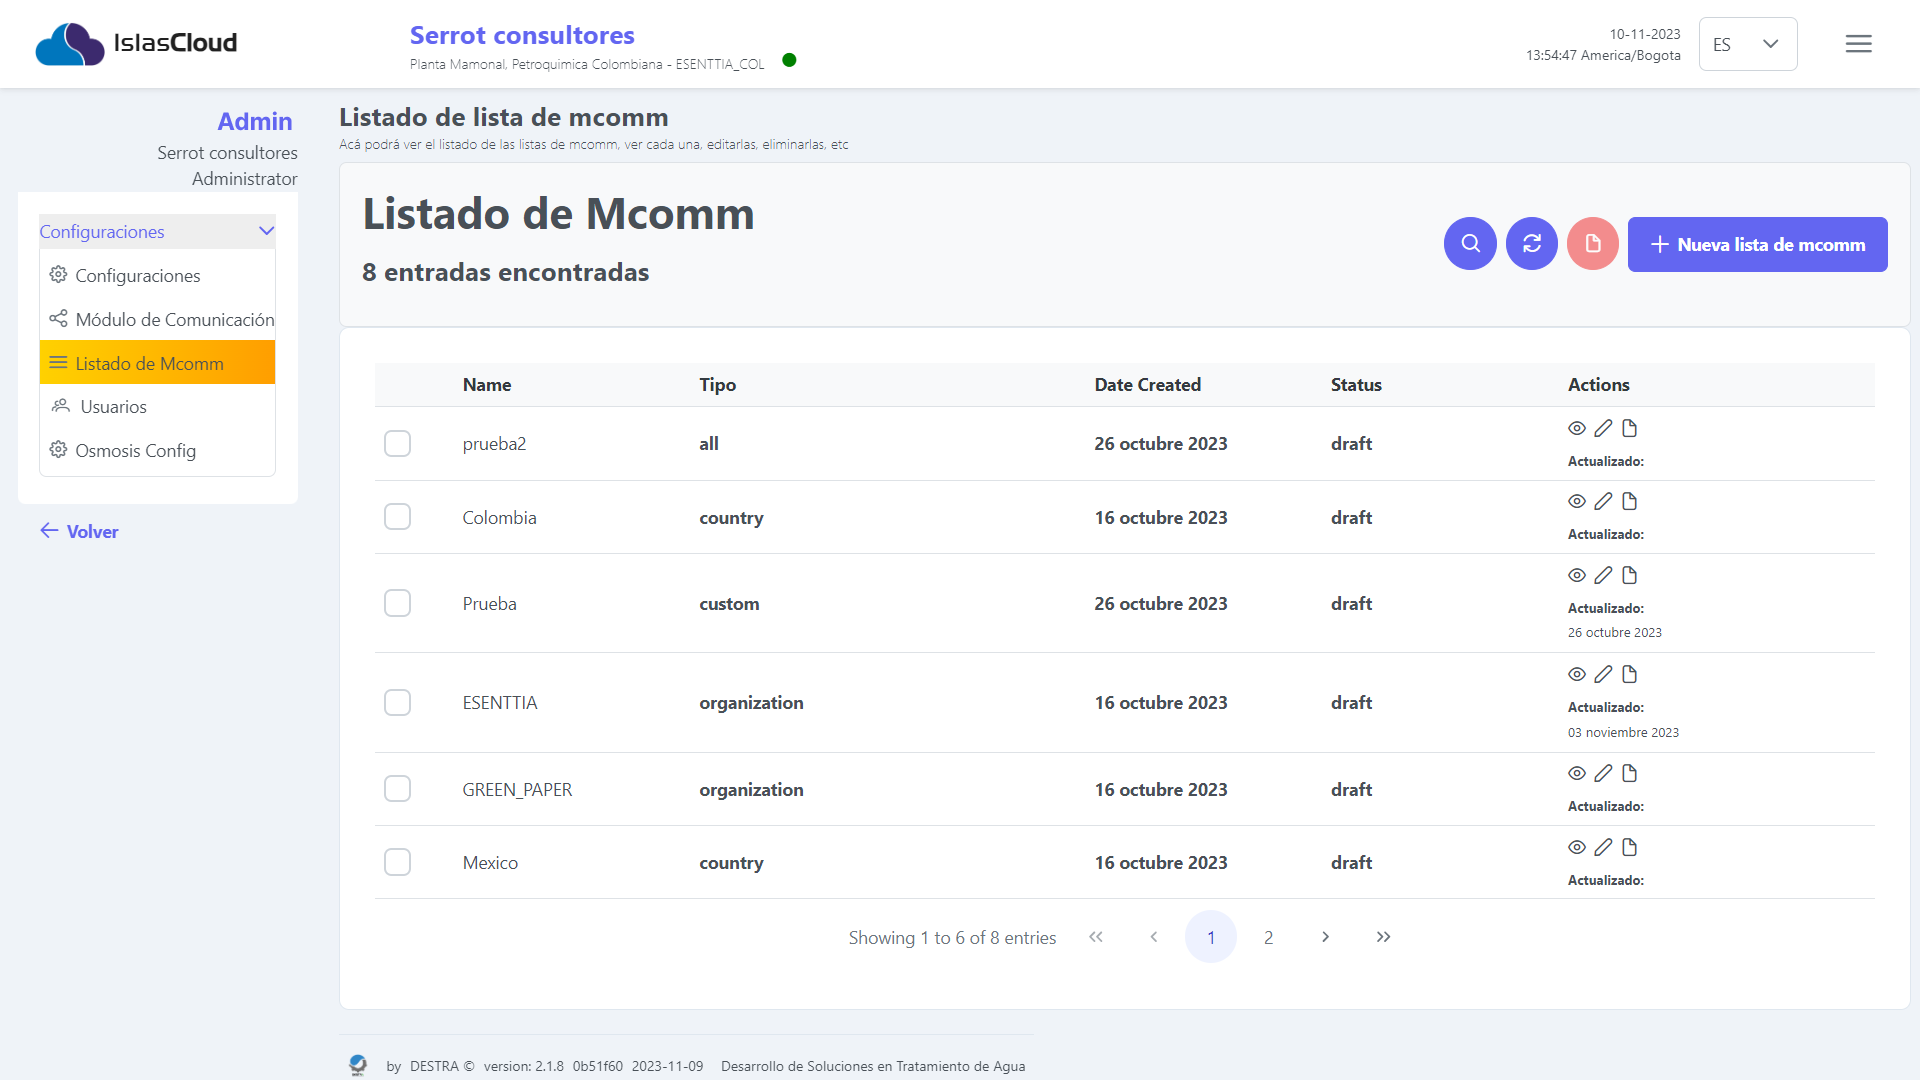 IslasCloud
Serrot consultores
Planta Mamonal, Petroquimica Colombiana - ESENTTIA_COL
10-11-2023
13:54:47 America/Bogota
ES
Admin
Serrot consultores
Administrator
Configuraciones
Configuraciones
Módulo de Comunicación
Listado de Mcomm
Usuarios
Osmosis Config
Volver
Listado de lista de mcomm
Acá podrá ver el listado de las listas de mcomm, ver cada una, editarlas, eliminarlas, etc
Listado de Mcomm
8 entradas encontradas
Nueva lista de mcomm
Name Tipo Date Created Status Actions
prueba2 all 26 octubre 2023 draft
Actualizado:
Colombia country 16 octubre 2023 draft
Actualizado:
Prueba custom 26 octubre 2023 draft
Actualizado:
26 octubre 2023
ESENTTIA organization 16 octubre 2023 draft
Actualizado:
03 noviembre 2023
GREEN_PAPER organization 16 octubre 2023 draft
Actualizado:
Mexico country 16 octubre 2023 draft
Actualizado:
Showing 1 to 6 of 8 entries 1 2
by DESTRA © version: 2.1.8 0b51f60 2023-11-09 Desarrollo de Soluciones en Tratamiento de Agua